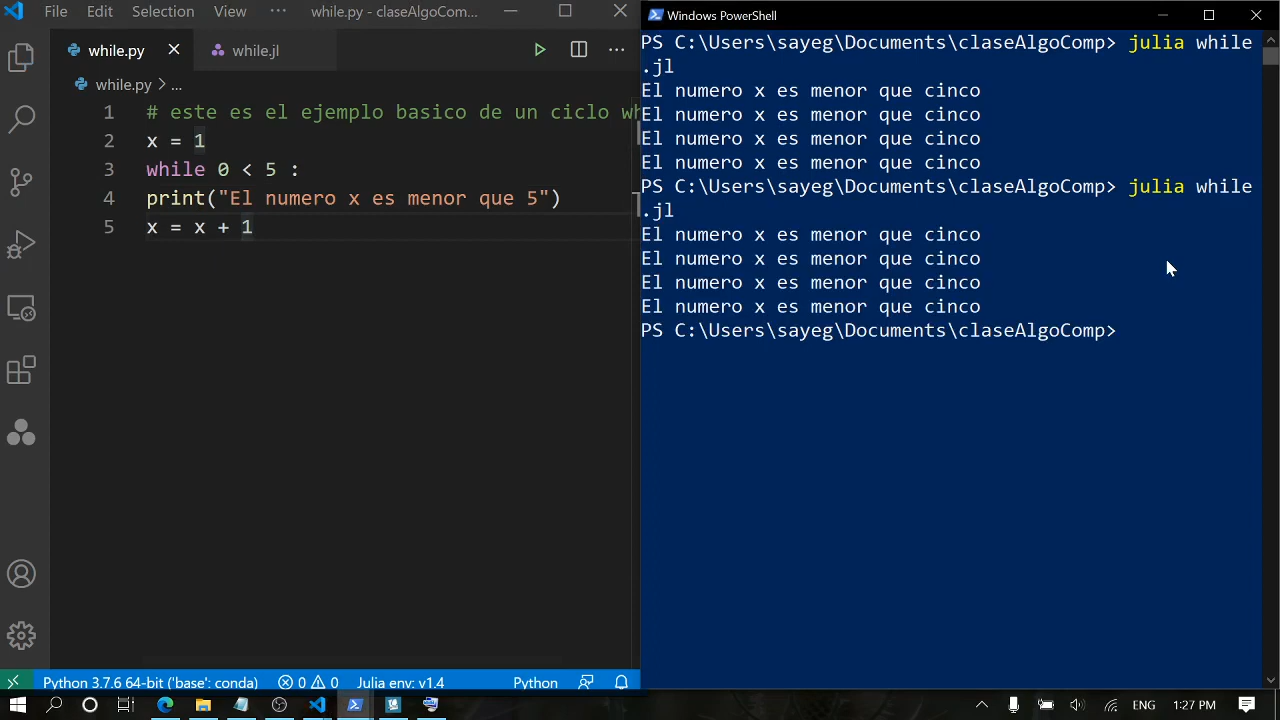 File Edit Selection View ··· while.py - claseAlgoCom...
while.py
while.jl
while.py > ...
1 # este es el ejemplo basico de un ciclo wh
2 x = 1
3 while 0 < 5 :
4 print("El numero x es menor que 5")
5 x = x + 1
Python 3.7.6 64-bit ('base': conda) 0 0 Julia env: v1.4 Python
Windows PowerShell
PS C:\Users\sayeg\Documents\claseAlgoComp> julia while
.jl
El numero x es menor que cinco
El numero x es menor que cinco
El numero x es menor que cinco
El numero x es menor que cinco
PS C:\Users\sayeg\Documents\claseAlgoComp> julia while
.jl
El numero x es menor que cinco
El numero x es menor que cinco
El numero x es menor que cinco
El numero x es menor que cinco
PS C:\Users\sayeg\Documents\claseAlgoComp>
ENG 1:27 PM